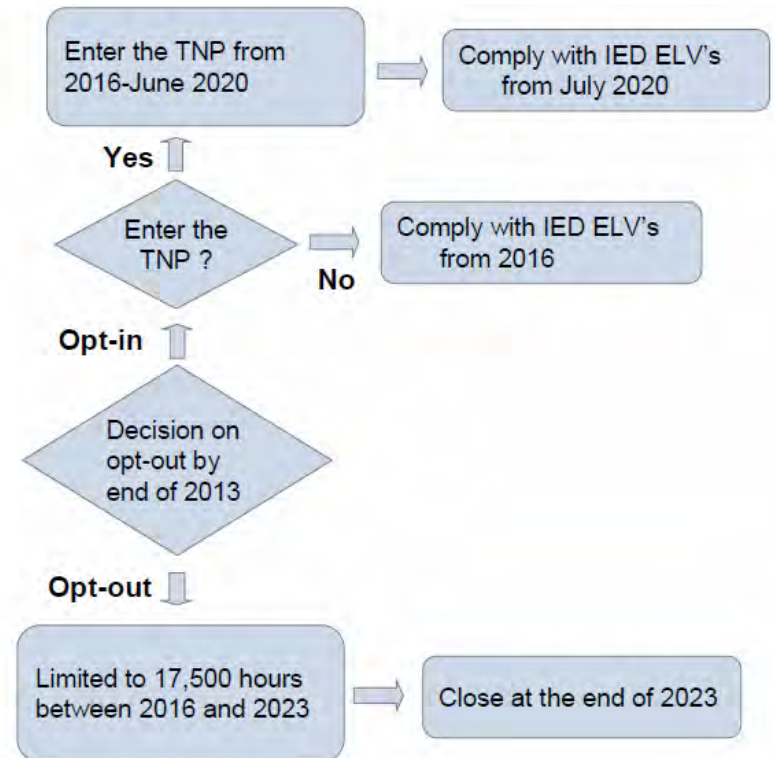 Enter the TNP from
2016-June 2020
Comply with IED ELV's
from July 2020
Yes
Enter the
TNP ?
Comply with IED ELV's
from 2016
No
Opt-in
Decision on
opt-out by
end of 2013
Opt-out
Limited to 17,500 hours
between 2016 and 2023
Close at the end of 2023